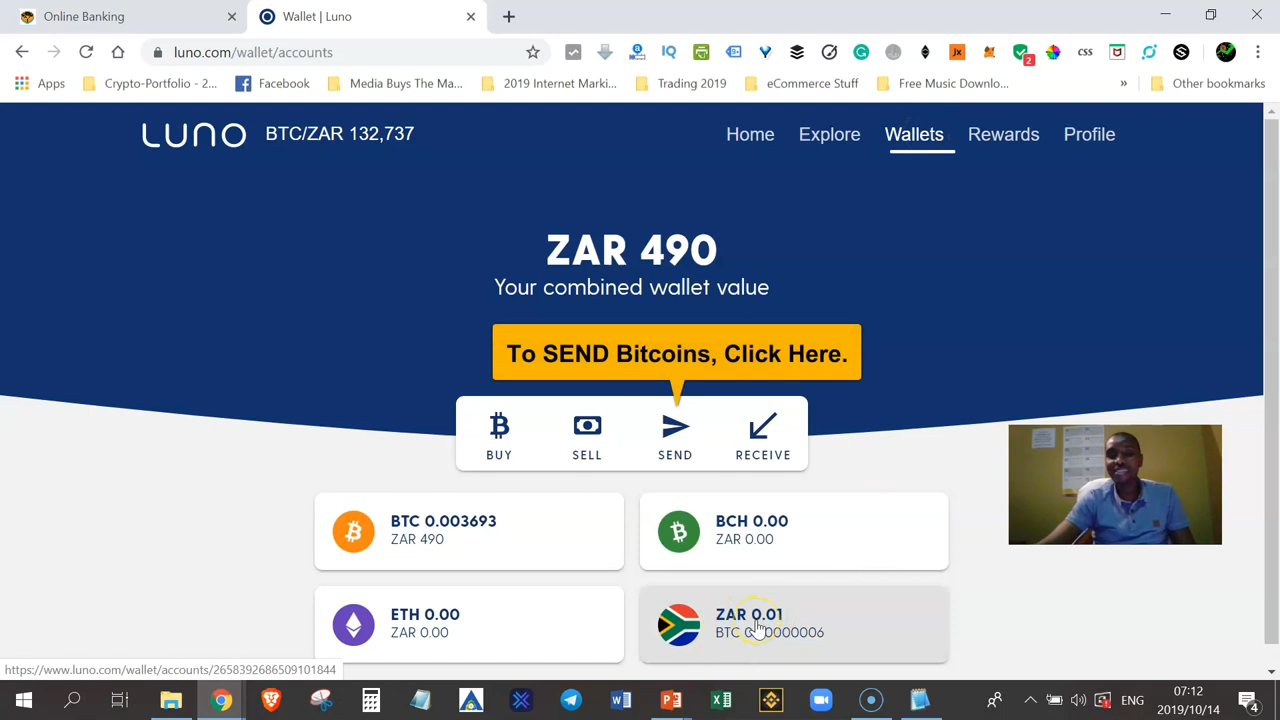 Online Banking
Wallet | Luno
luno.com/wallet/accounts
Apps
Crypto-Portfolio - 2...
Facebook
Media Buys The Ma...
2019 Internet Marki...
Trading 2019
eCommerce Stuff
Free Music Downlo...
Other bookmarks
LUNO BTC/ZAR 132,737
Home
Explore
Wallets
Rewards
Profile
ZAR 490
Your combined wallet value
To SEND Bitcoins, Click Here.
BUY
SELL
SEND
RECEIVE
BTC 0.003693
ZAR 490
BCH 0.00
ZAR 0.00
ETH 0.00
ZAR 0.00
ZAR 0.01
BTC
https://www.luno.com/wallet/accounts/2658392686509101844
ENG
07:12
2019/10/14
4